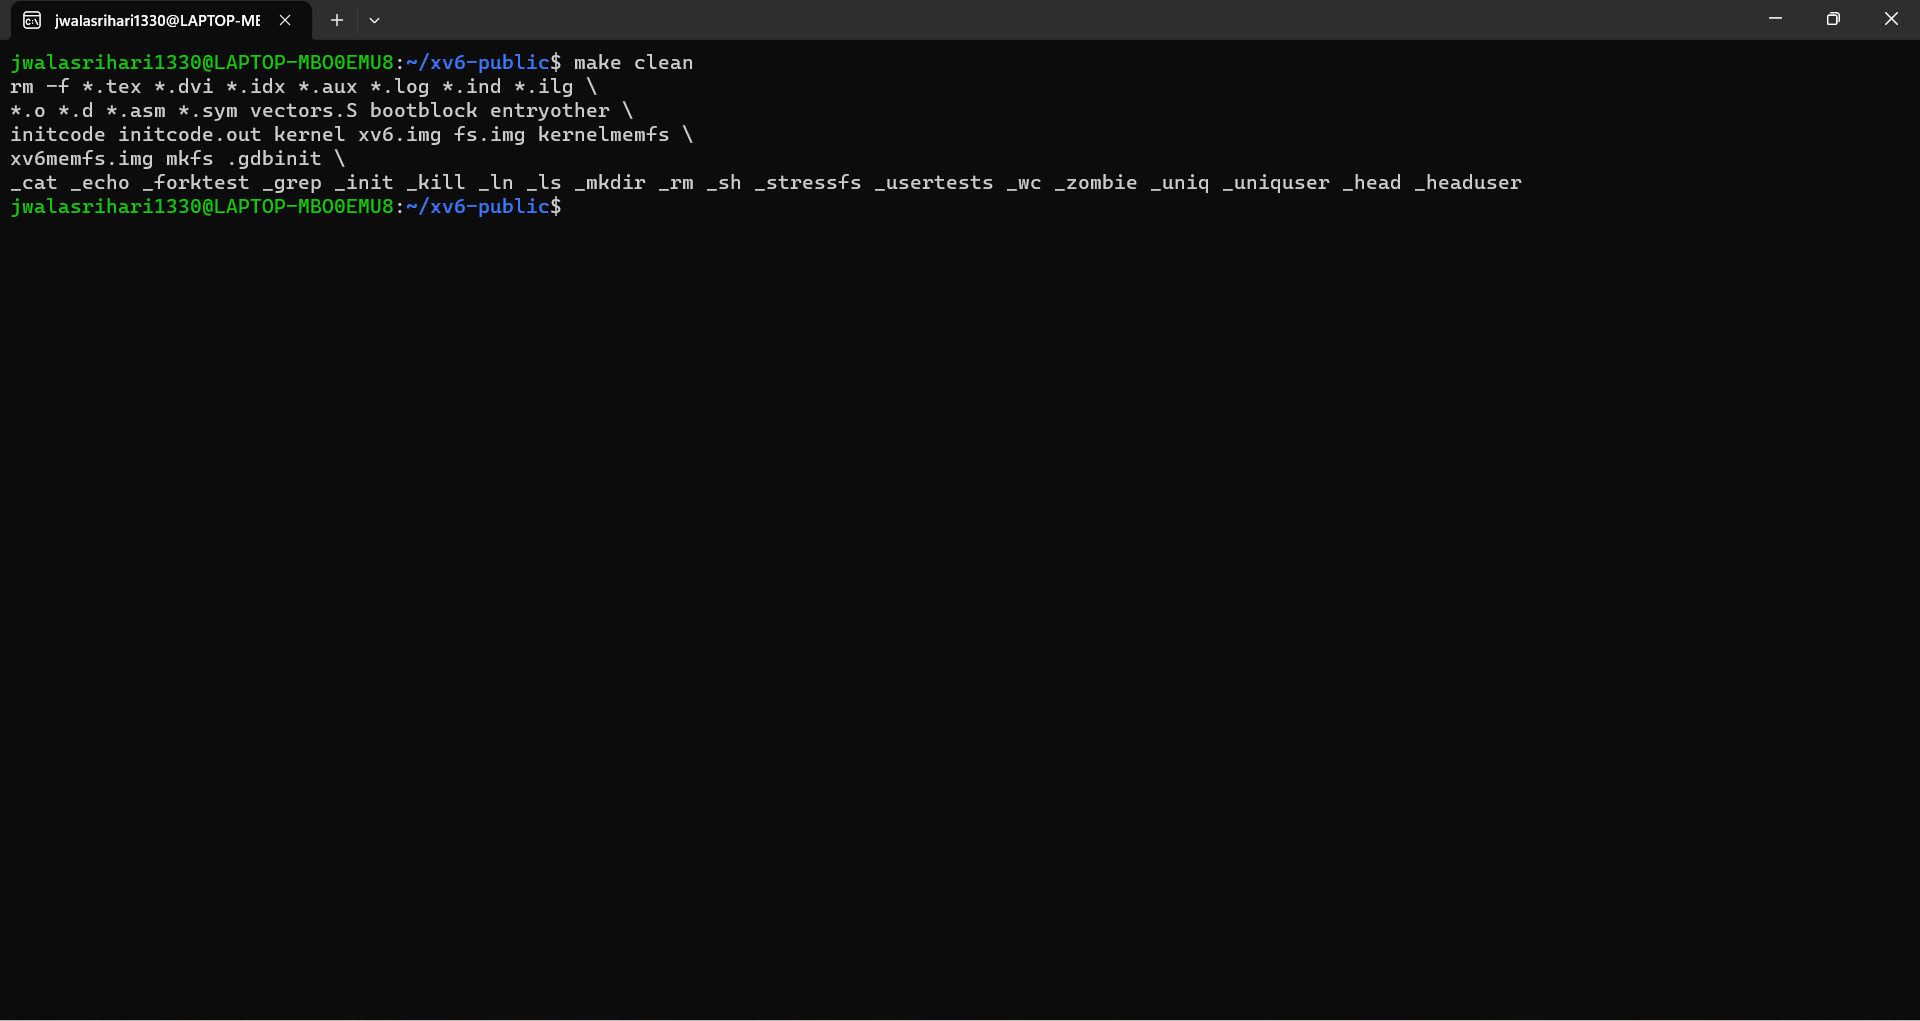 jwalasrihari1330@LAPTOP-ME
jwalasrihari1330@LAPTOP-MBO0EMU8:~/xv6-public$ make clean
rm -f *.tex *.dvi *.idx *.aux *.log *.ind *.ilg \
*.o *.d *.asm *.sym vectors.S bootblock entryother \
initcode initcode.out kernel xv6.img fs.img kernelmemfs \
xv6memfs.img mkfs .gdbinit \
_cat _echo _forktest _grep _init _kill _ln _ls _mkdir _rm _sh _stressfs _usertests _wc _zombie _uniq _uniquser _head _headuser
jwalasrihari1330@LAPTOP-MBO0EMU8:~/xv6-public$